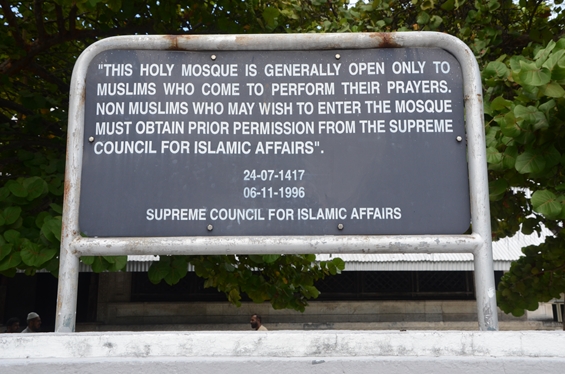 "THIS HOLY MOSQUE IS GENERALLY OPEN ONLY TO
MUSLIMS WHO COME TO PERFORM THEIR PRAYERS.
NON MUSLIMS WHO MAY WISH TO ENTER THE MOSQUE
MUST OBTAIN PRIOR PERMISSION FROM THE SUPREME
COUNCIL FOR ISLAMIC AFFAIRS".
24-07-1417
06-11-1996
SUPREME COUNCIL FOR ISLAMIC AFFAIRS